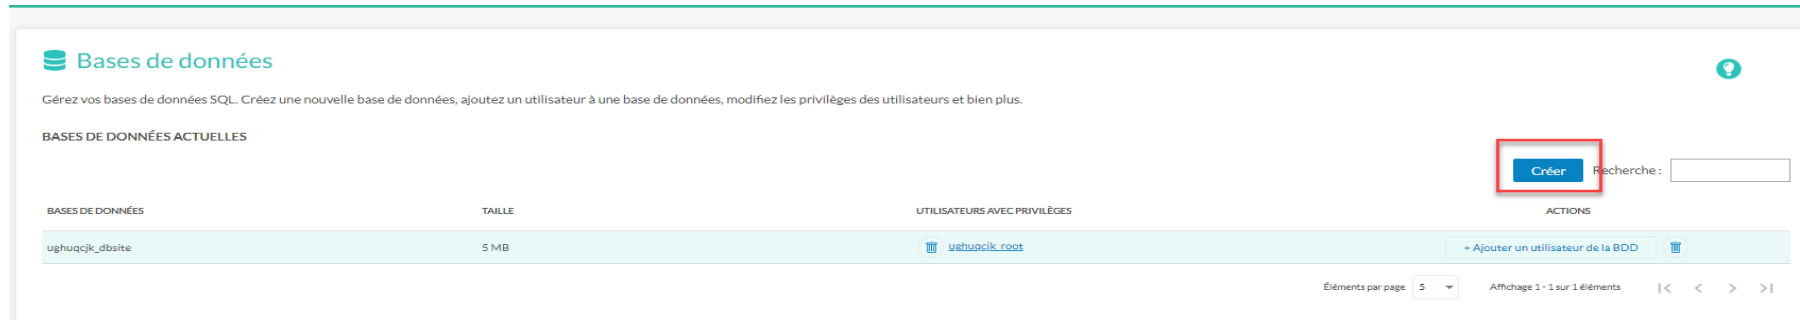 Bases de données
Gérez vos bases de données SQL. Créez une nouvelle base de données, ajoutez un utilisateur à une base de données, modifiez les privilèges des utilisateurs et bien plus.
BASES DE DONNÉES ACTUELLES
Créer Recherche :
BASES DE DONNÉES TAILLE UTILISATEURS AVEC PRIVILÈGES ACTIONS
ughuqcjk_dbsite 5 MB ughuqcjk_root + Ajouter un utilisateur de la BDD
Éléments par page 5 Affichage 1 - 1 sur 1 éléments |< < > >|